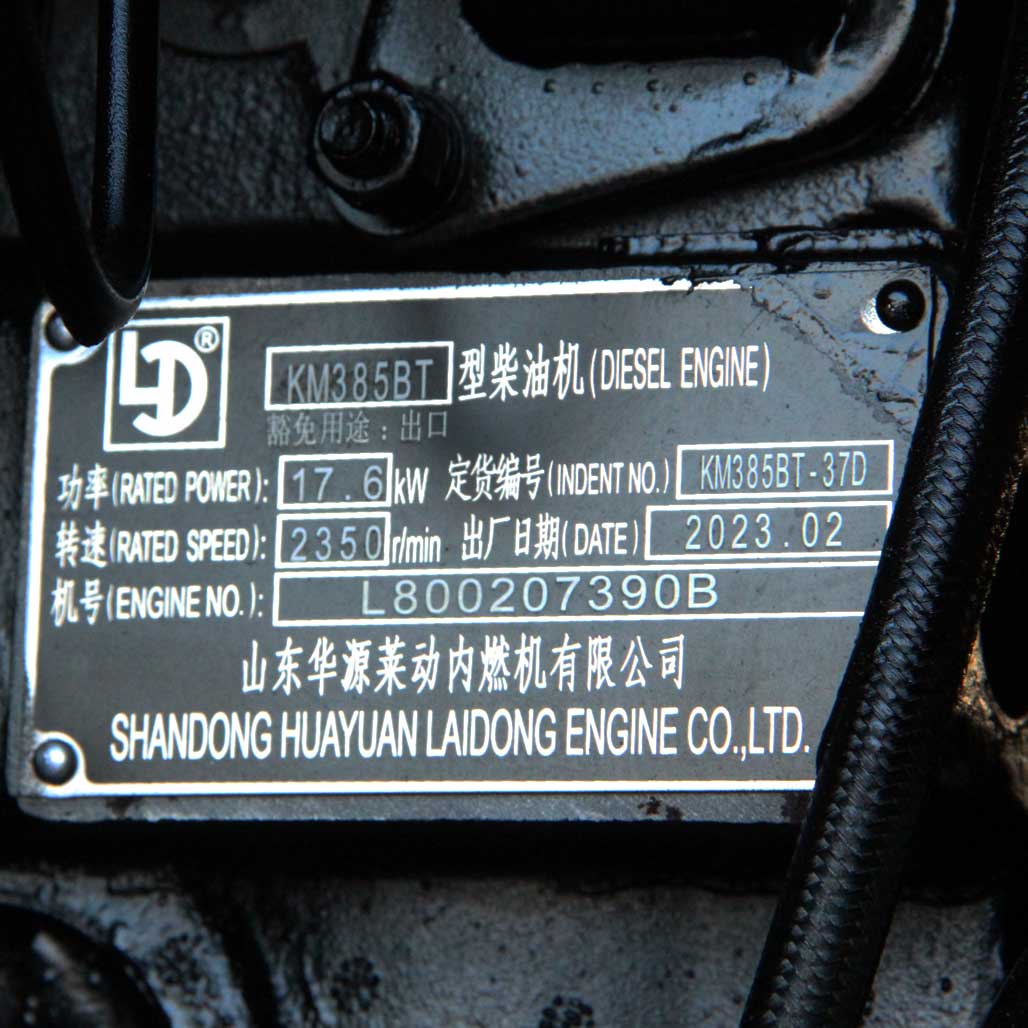 LD®
KM385BT 型柴油机(DIESEL ENGINE)
豁免用途:出口
功率(RATED POWER): 17.6 kW 定货编号(INDENT NO.) KM385BT-37D
转速(RATED SPEED): 2350 r/min 出厂日期(DATE) 2023.02
机号(ENGINE NO.): L800207390B
山东华源莱动内燃机有限公司
SHANDONG HUAYUAN LAIDONG ENGINE CO.,LTD.